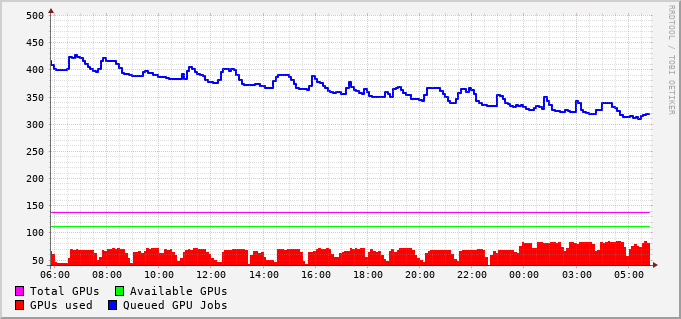 500
450
400
350
300
250
200
150
100
50
06:00 08:00 10:00 12:00 14:00 16:00 18:00 20:00 22:00 00:00 03:00 05:00
Total GPUs Available GPUs
GPUs used Queued GPU Jobs
RRDTOOL / TOBI OETIKER